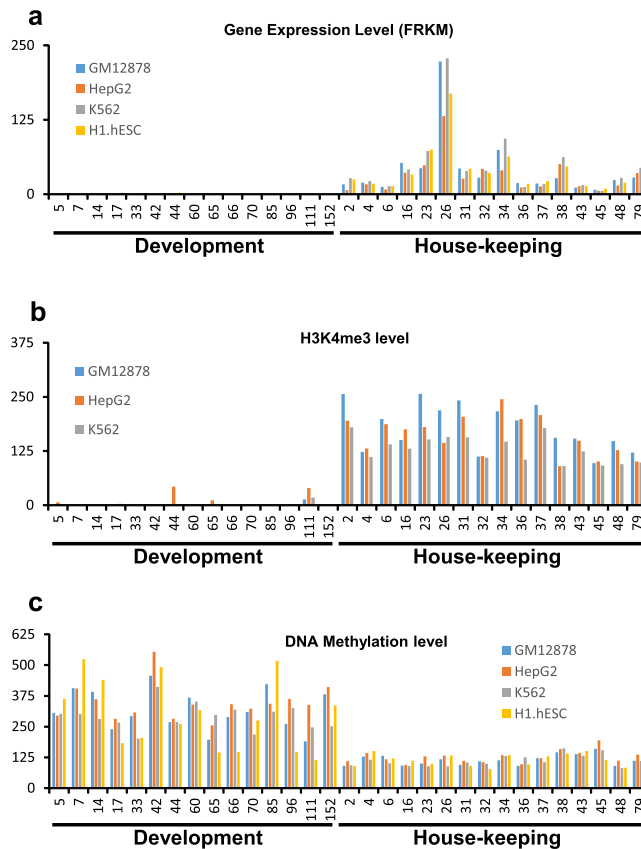 a
Gene Expression Level (FRKM)
250
125
0
GM12878
HepG2
K562
H1.hESC
5 7 14 17 33 42 44 60 65 66 70 85 96 111 152 2 4 6 16 23 26 31 32 34 36 37 38 43 45 48 79
Development House-keeping
b
H3K4me3 level
375
250
125
0
GM12878
HepG2
K562
5 7 14 17 33 42 44 60 65 66 70 85 96 111 152 2 4 6 16 23 26 31 32 34 36 37 38 43 45 48 79
Development House-keeping
c
DNA Methylation level
625
500
375
250
125
0
GM12878
HepG2
K562
H1.hESC
5 7 14 17 33 42 44 60 65 66 70 85 96 111 152 2 4 6 16 23 26 31 32 34 36 37 38 43 45 48 79
Development House-keeping